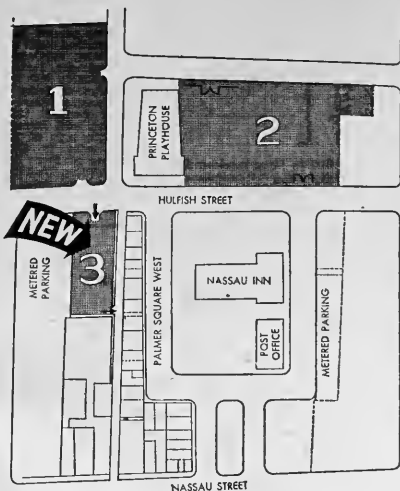 1
PRINCETON
PLAYHOUSE
2
HULFISH STREET
NEW
3
METERED
PARKING
PALMER SQUARE WEST
NASSAU INN
POST
OFFICE
METERED PARKING
NASSAU STREET